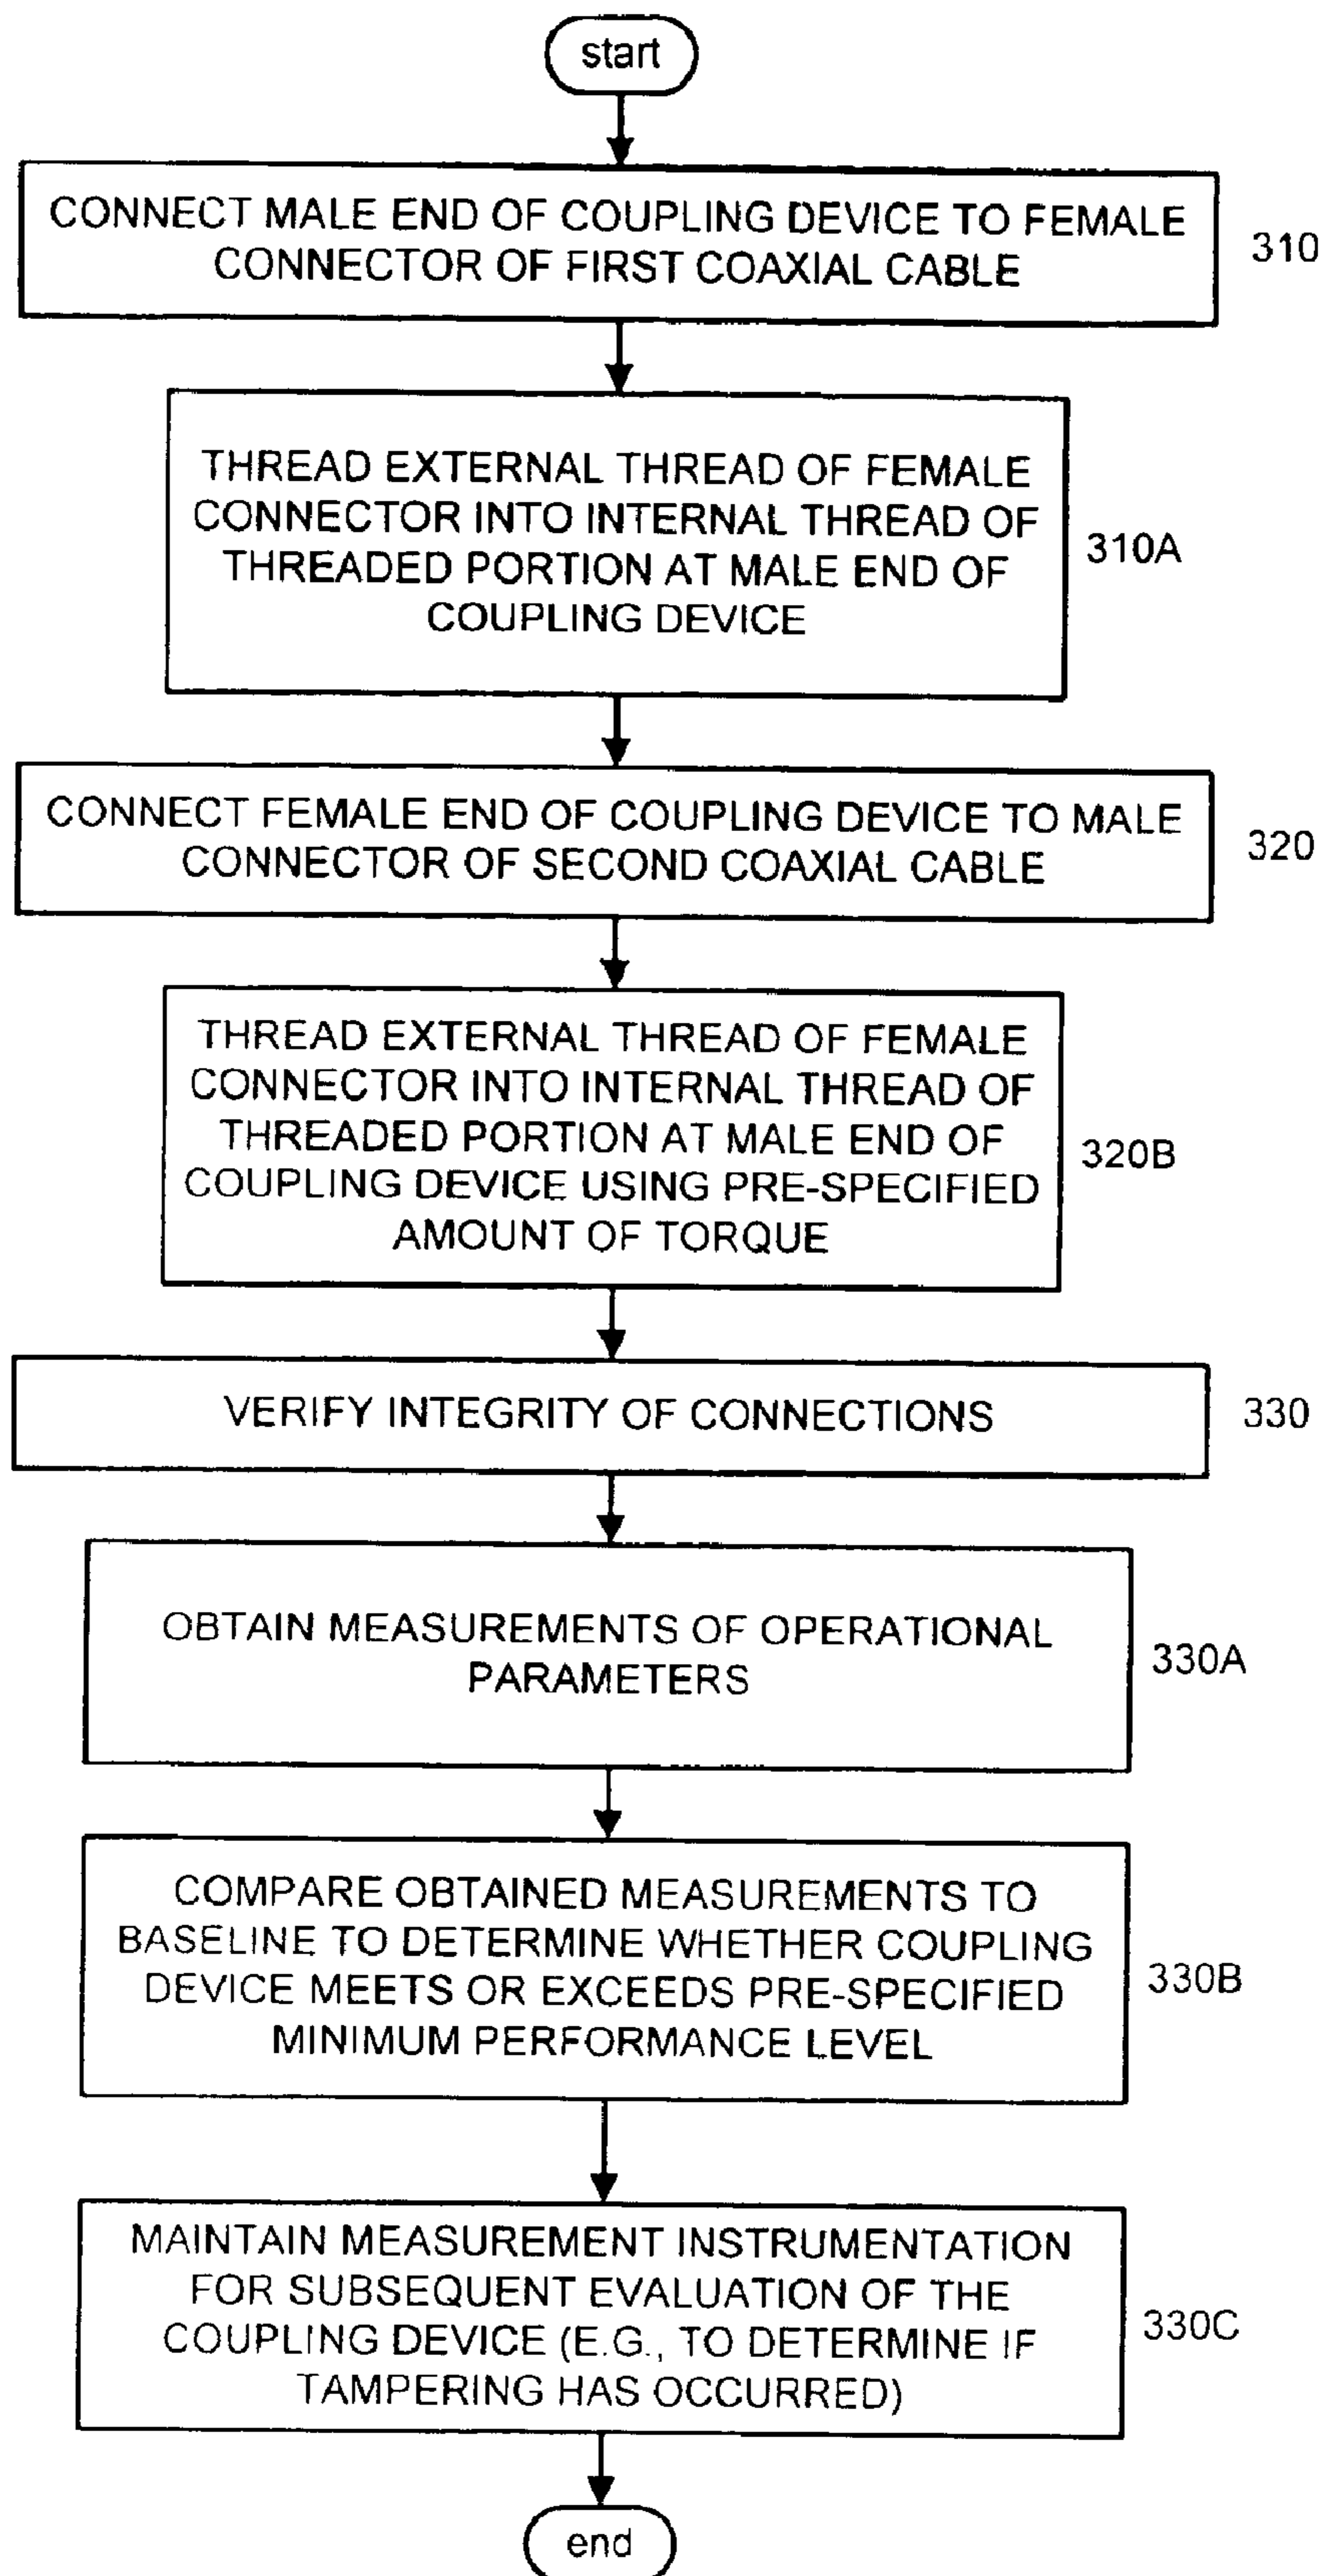 start
CONNECT MALE END OF COUPLING DEVICE TO FEMALE
CONNECTOR OF FIRST COAXIAL CABLE
310
THREAD EXTERNAL THREAD OF FEMALE
CONNECTOR INTO INTERNAL THREAD OF
THREADED PORTION AT MALE END OF
COUPLING DEVICE
310A
CONNECT FEMALE END OF COUPLING DEVICE TO MALE
CONNECTOR OF SECOND COAXIAL CABLE
320
THREAD EXTERNAL THREAD OF FEMALE
CONNECTOR INTO INTERNAL THREAD OF
THREADED PORTION AT MALE END OF
COUPLING DEVICE USING PRE-SPECIFIED
AMOUNT OF TORQUE
320B
VERIFY INTEGRITY OF CONNECTIONS
330
OBTAIN MEASUREMENTS OF OPERATIONAL
PARAMETERS
330A
COMPARE OBTAINED MEASUREMENTS TO
BASELINE TO DETERMINE WHETHER COUPLING
DEVICE MEETS OR EXCEEDS PRE-SPECIFIED
MINIMUM PERFORMANCE LEVEL
330B
MAINTAIN MEASUREMENT INSTRUMENTATION
FOR SUBSEQUENT EVALUATION OF THE
COUPLING DEVICE (E.G., TO DETERMINE IF
TAMPERING HAS OCCURRED)
330C
end